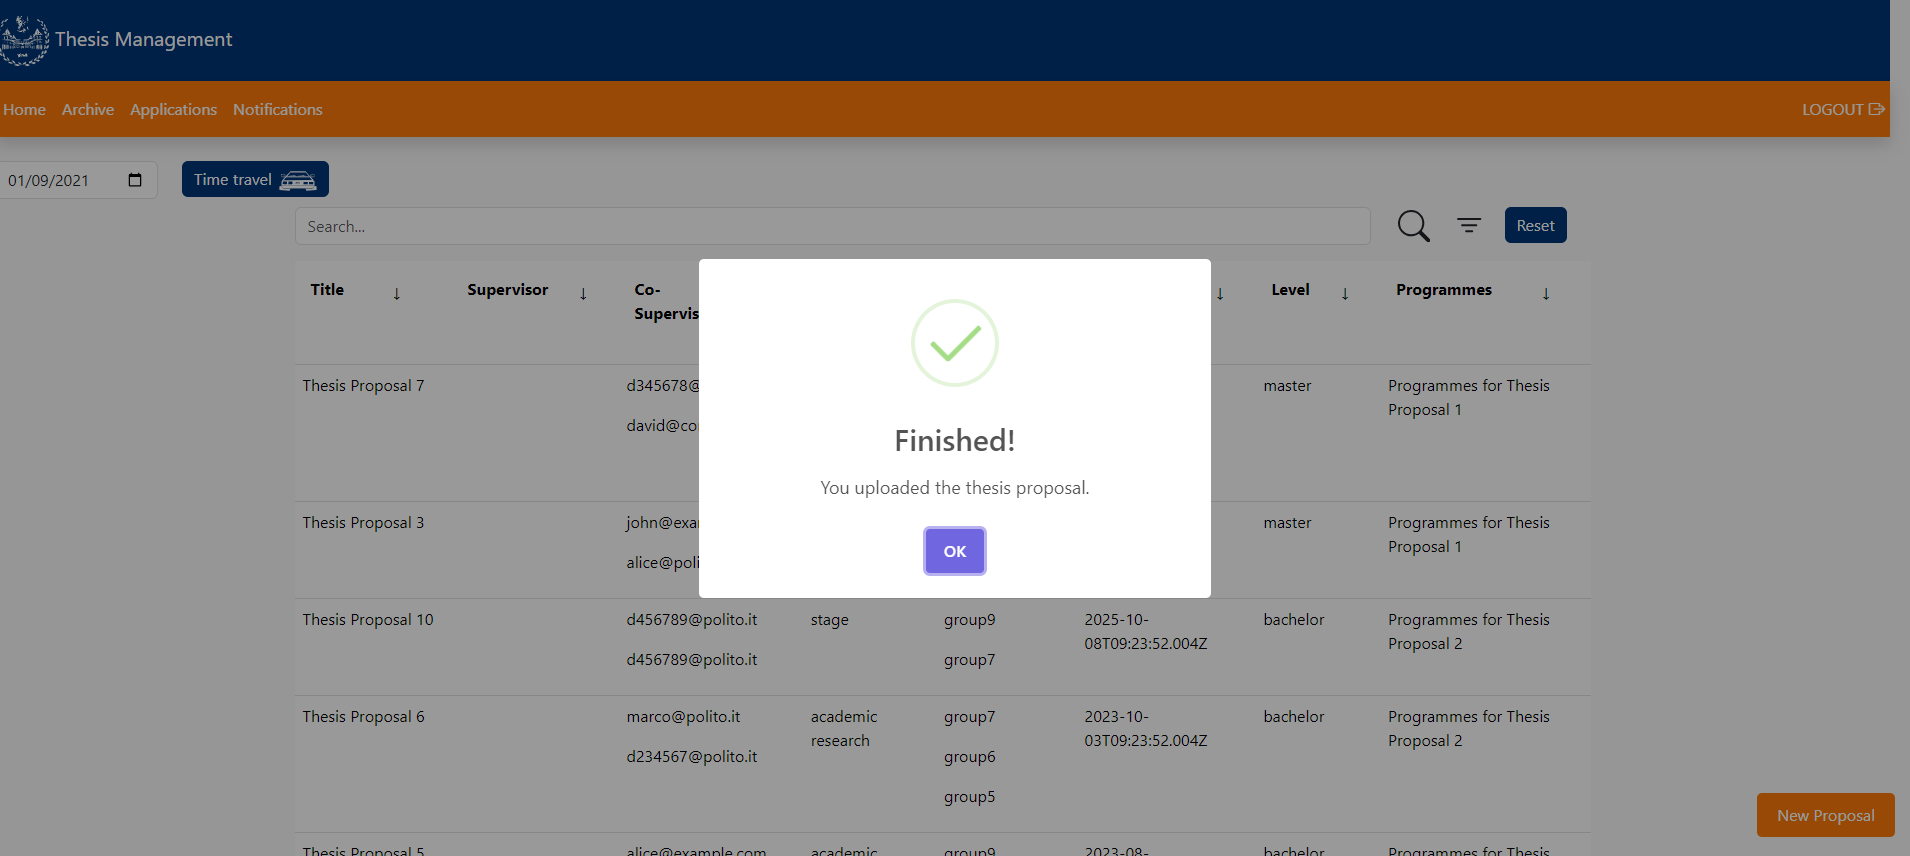 Thesis Management
Home Archive Applications Notifications LOGOUT
01/09/2021 Time travel
Search... Reset
Title ↓ Supervisor ↓ Co- ↓ Level ↓ Programmes ↓
Supervis
Thesis Proposal 7 d345678@ master Programmes for Thesis
Proposal 1
david@co
Thesis Proposal 3 john@exa master Programmes for Thesis
Proposal 1
alice@poli
Finished!
You uploaded the thesis proposal.
OK
Thesis Proposal 10 d456789@polito.it stage group9 2025-10- bachelor Programmes for Thesis
08T09:23:52.004Z Proposal 2
d456789@polito.it group7
Thesis Proposal 6 marco@polito.it academic group7 2023-10- bachelor Programmes for Thesis
research 03T09:23:52.004Z Proposal 2
d234567@polito.it group6
group5
New Proposal
Thesis Proposal 5 alice@example.com academic group9 2023-08- bachelor Programmes for Thesis